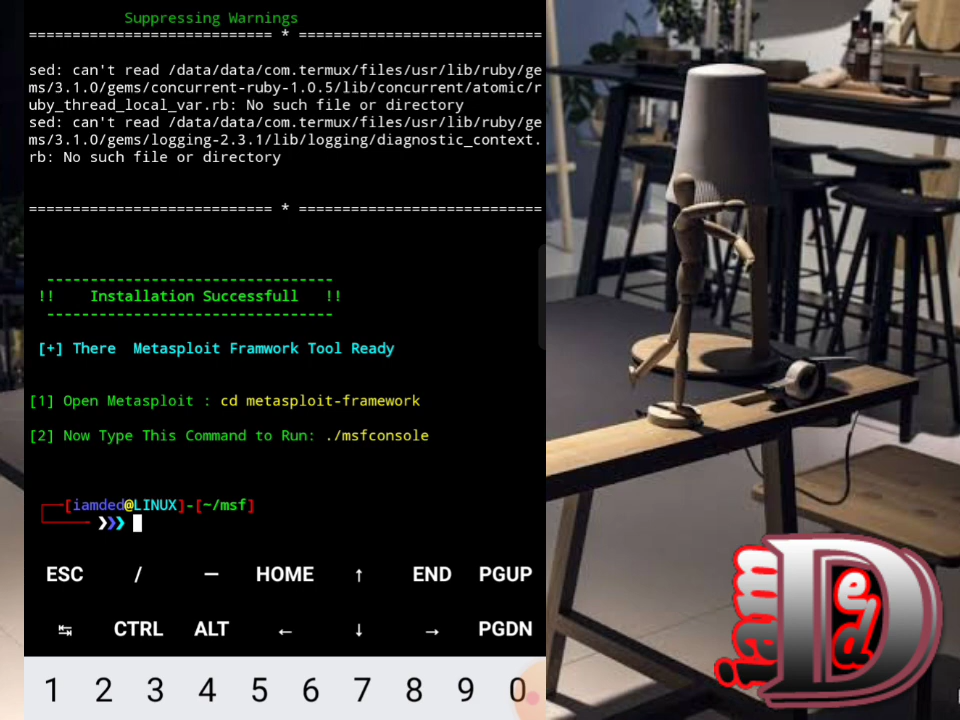 Suppressing Warnings
============================ * ============================
sed: can't read /data/data/com.termux/files/usr/lib/ruby/ge
ms/3.1.0/gems/concurrent-ruby-1.0.5/lib/concurrent/atomic/r
uby_thread_local_var.rb: No such file or directory
sed: can't read /data/data/com.termux/files/usr/lib/ruby/ge
ms/3.1.0/gems/logging-2.3.1/lib/logging/diagnostic_context.
rb: No such file or directory
============================ * ============================
---------------------------------
!! Installation Successfull !!
---------------------------------
[+] There Metasploit Framwork Tool Ready
[1] Open Metasploit : cd metasploit-framework
[2] Now Type This Command to Run: ./msfconsole
[iamded@LINUX]-[~/msf]
❯❯❯
ESC / — HOME ↑ END PGUP
↹ CTRL ALT ← ↓ → PGDN
1 2 3 4 5 6 7 8 9 0
iam D ed